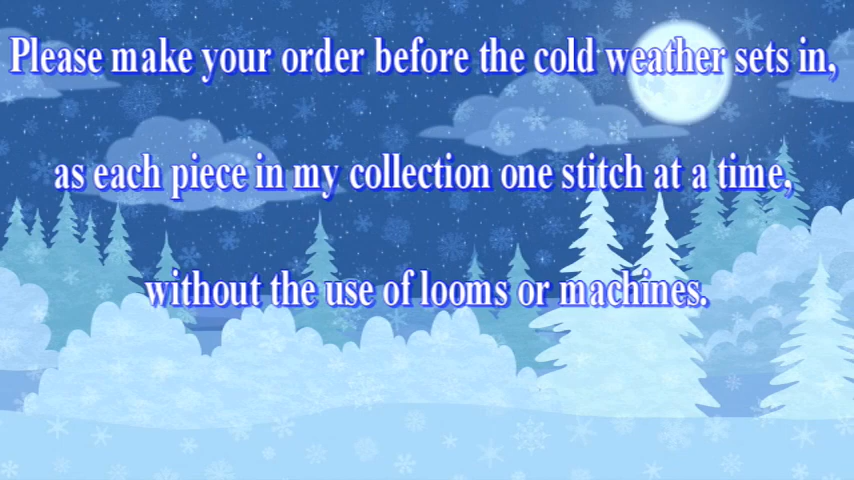 Please make your order before the cold weather sets in,
as each piece in my collection one stitch at a time,
without the use of looms or machines.